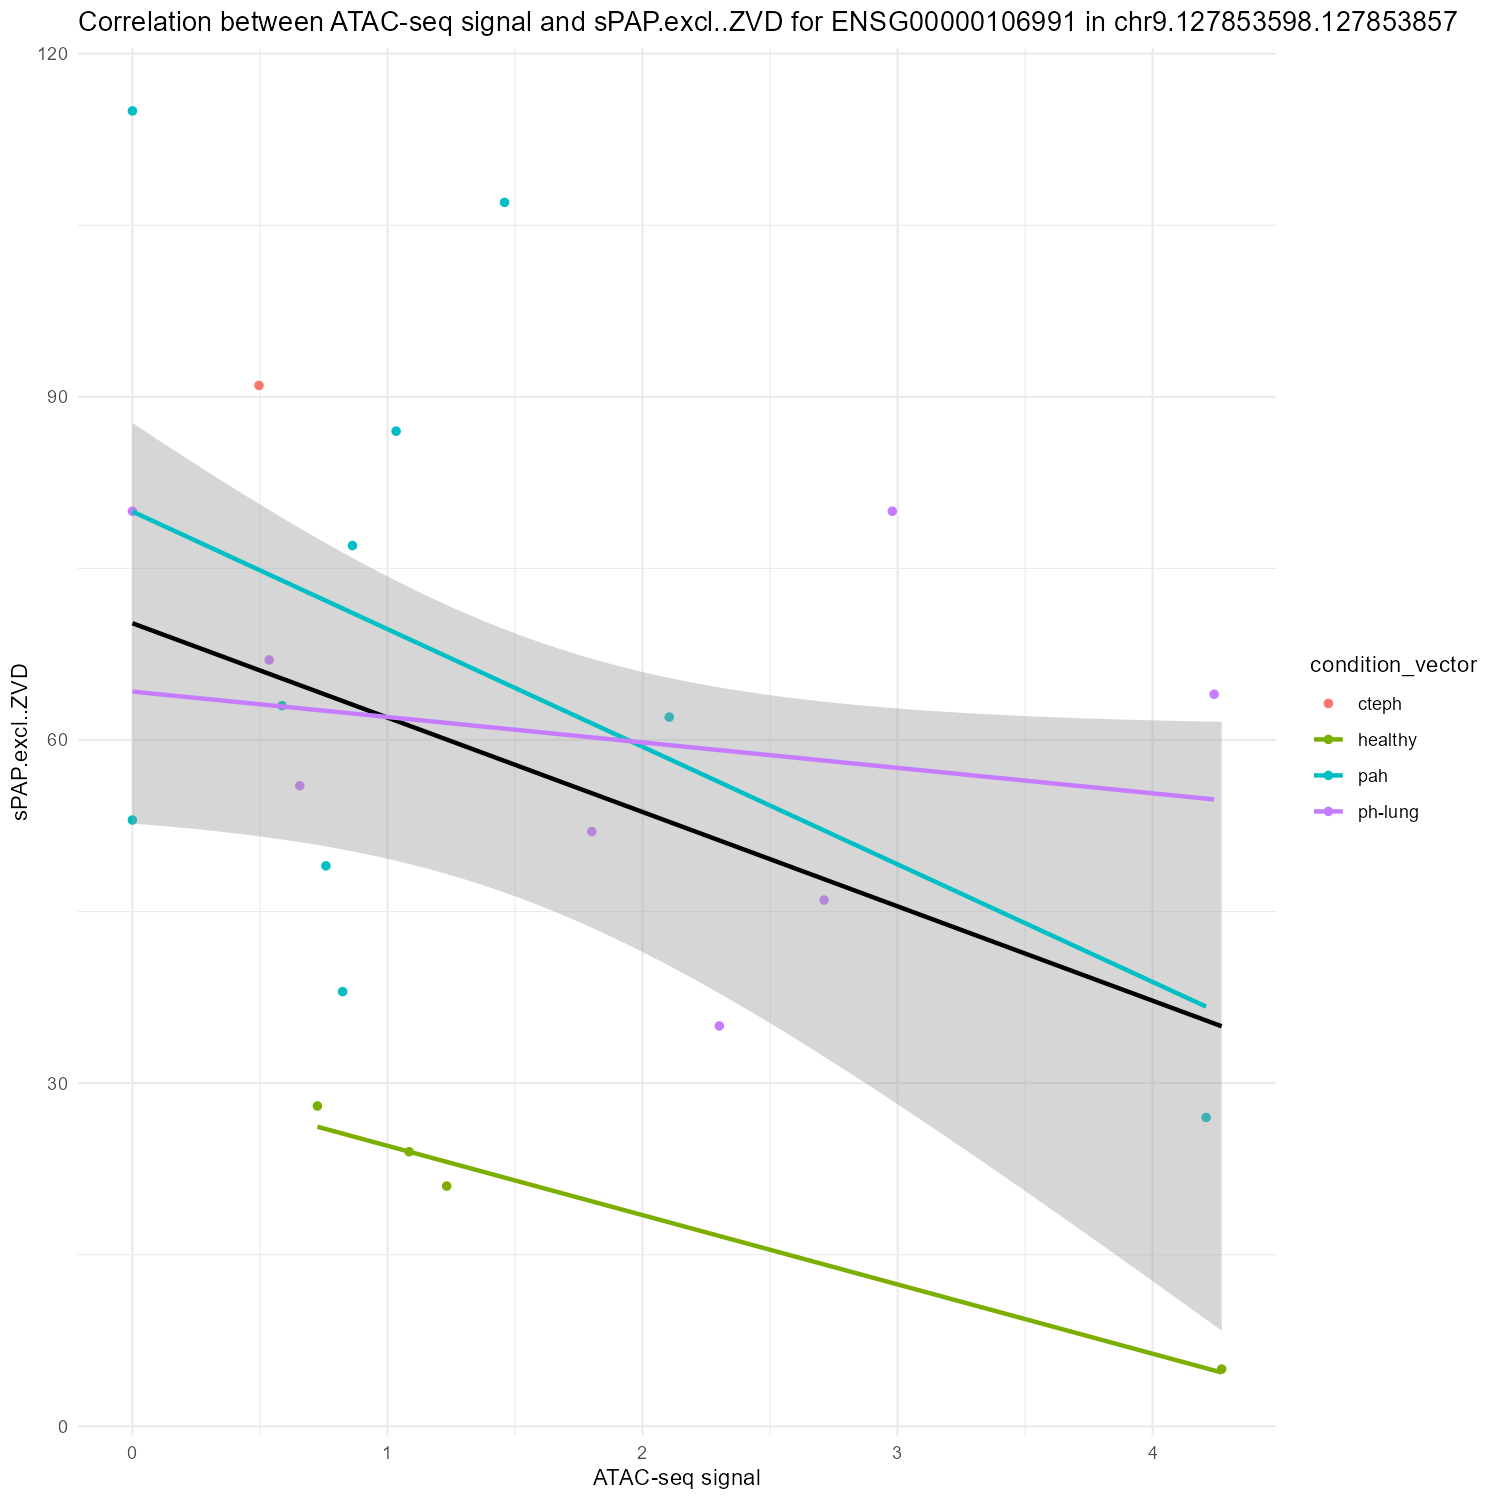 Correlation between ATAC-seq signal and sPAP.excl..ZVD for ENSG00000106991 in chr9.127853598.127853857
120
90
60
30
0
sPAP.excl..ZVD
0 1 2 3 4
ATAC-seq signal
condition_vector
cteph
healthy
pah
ph-lung